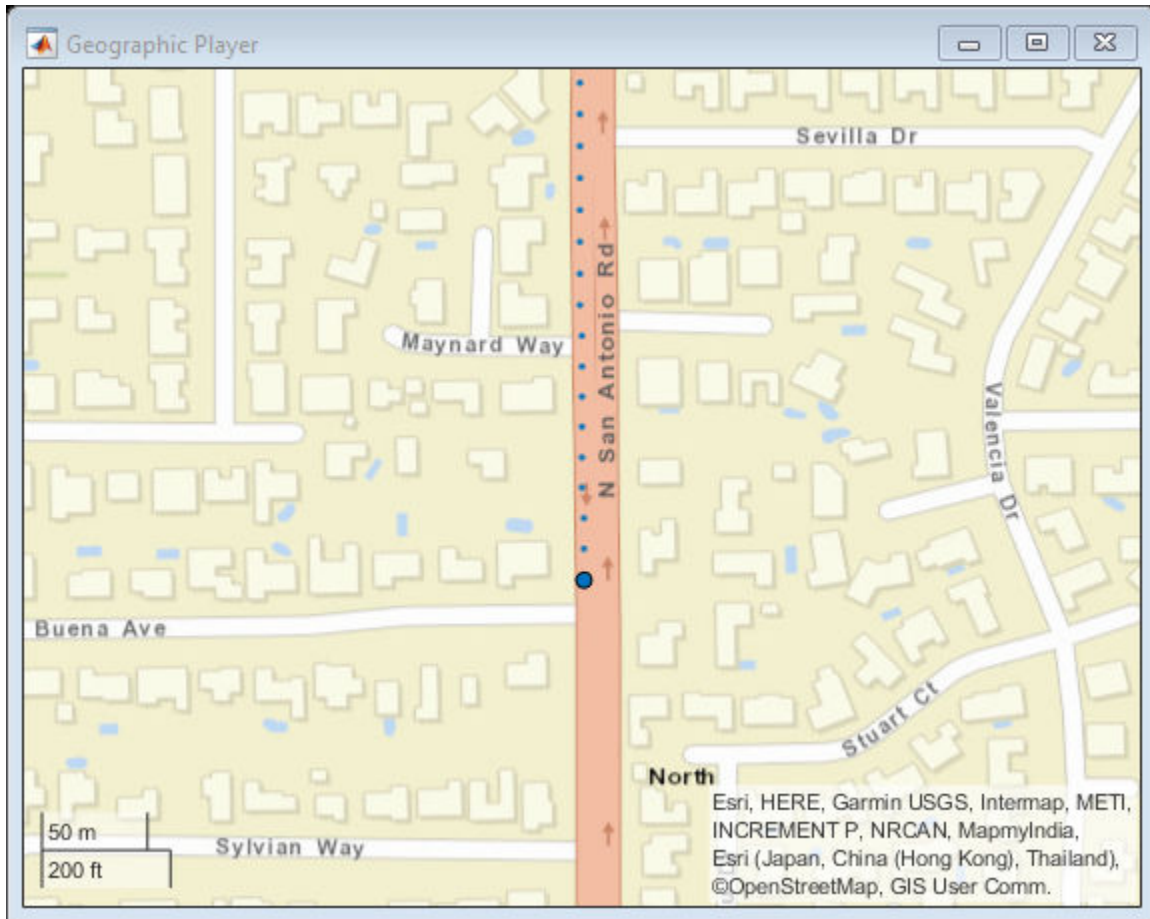 Geographic Player
Sevilla Dr
N San Antonio Rd
Maynard Way
Valencia Dr
Buena Ave
Stuart Ct
North
Sylvian Way
50 m
200 ft
Esri, HERE, Garmin USGS, Intermap, METI,
INCREMENT P, NRCAN, MapmyIndia,
Esri (Japan, China (Hong Kong), Thailand),
©OpenStreetMap, GIS User Comm.